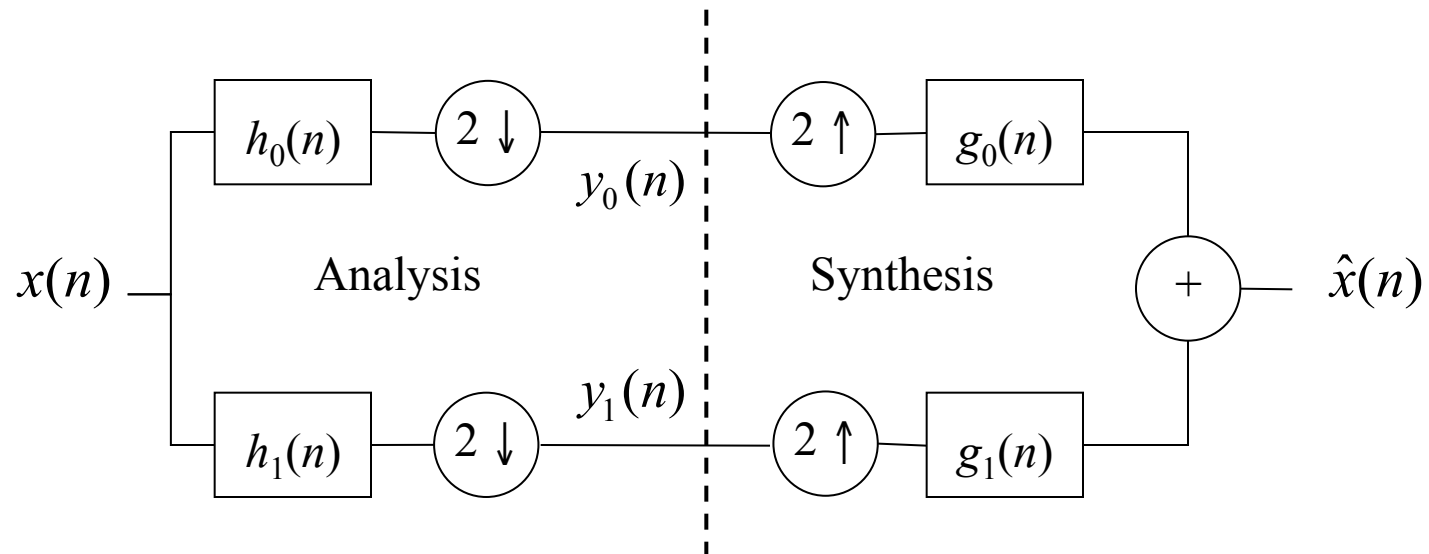 h₀(n) 2 ↓ 2 ↑ g₀(n)
y₀(n)
x(n) Analysis Synthesis + x̂(n)
y₁(n)
h₁(n) 2 ↓ 2 ↑ g₁(n)